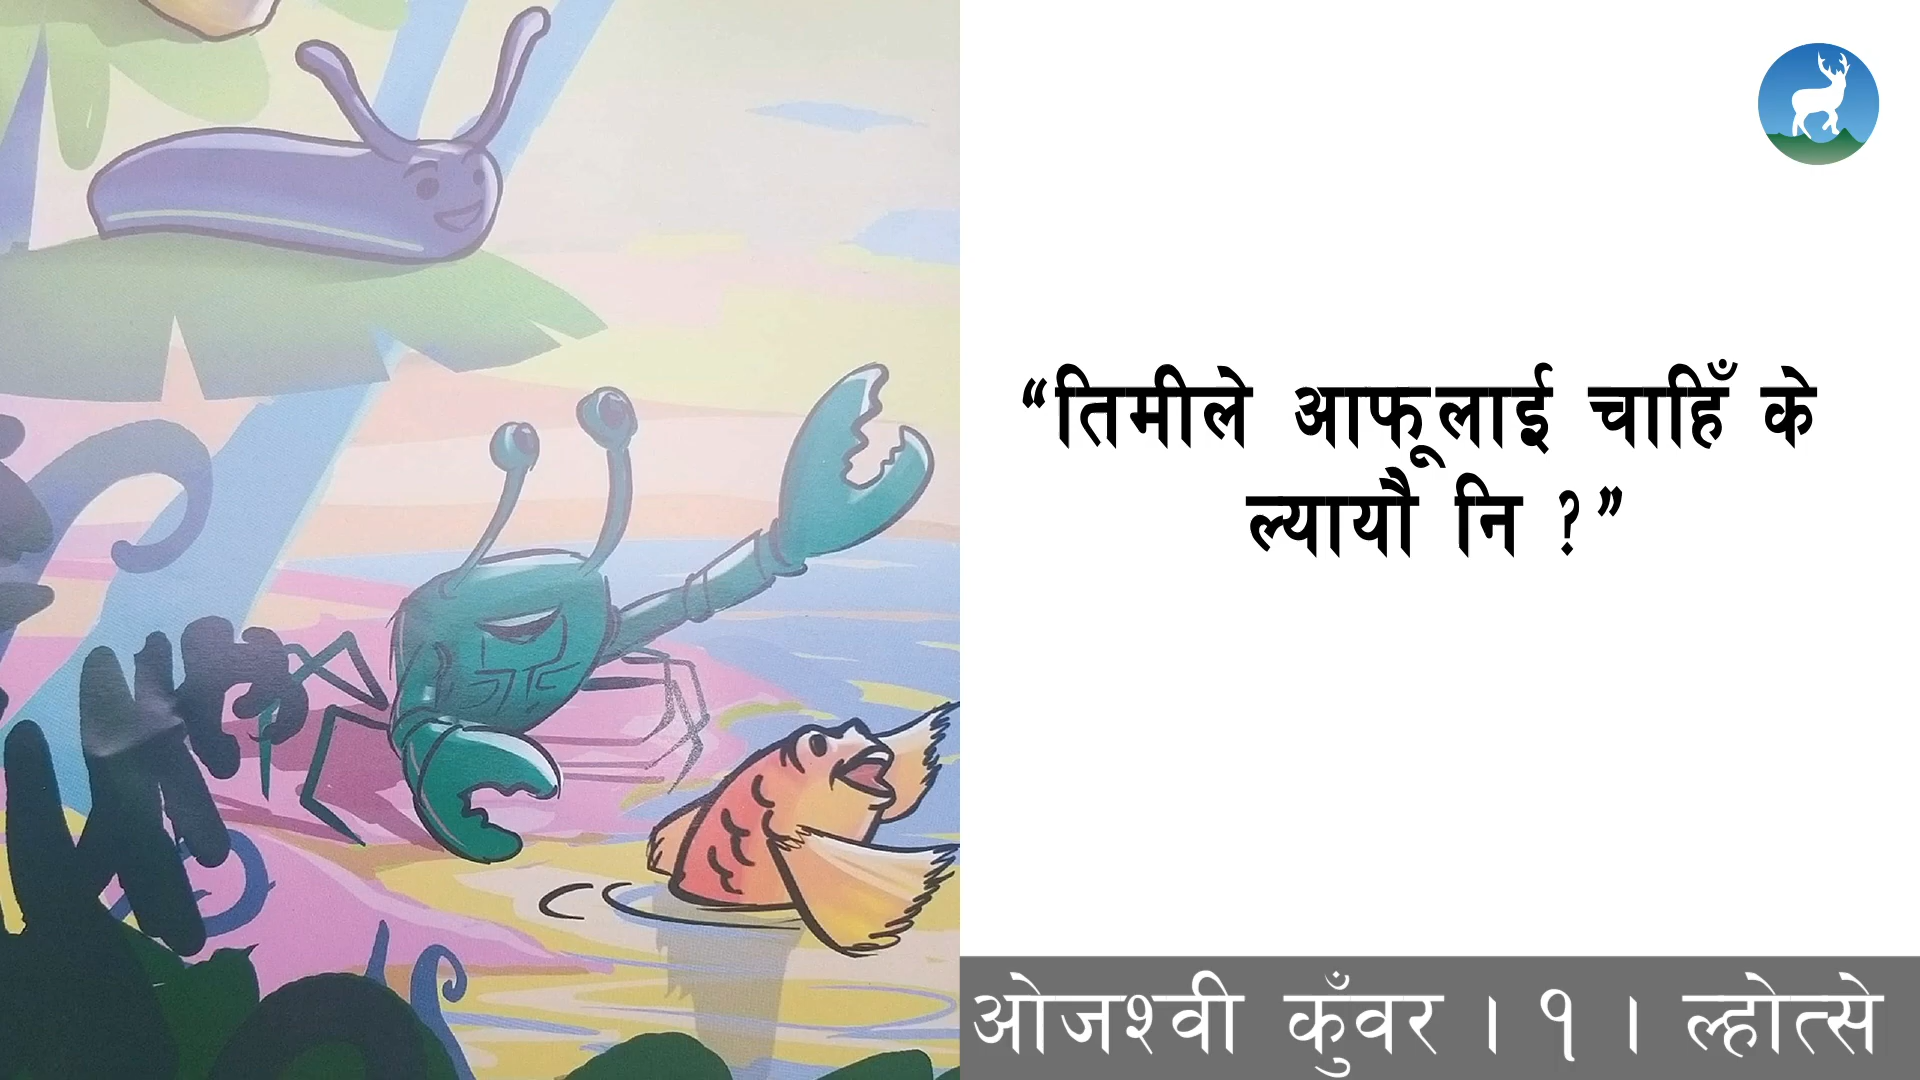 “तिमीले आफूलाई चाहिँ के
ल्यायौ नि ?”
ओजश्वी कुँवर । १ । ल्होत्से